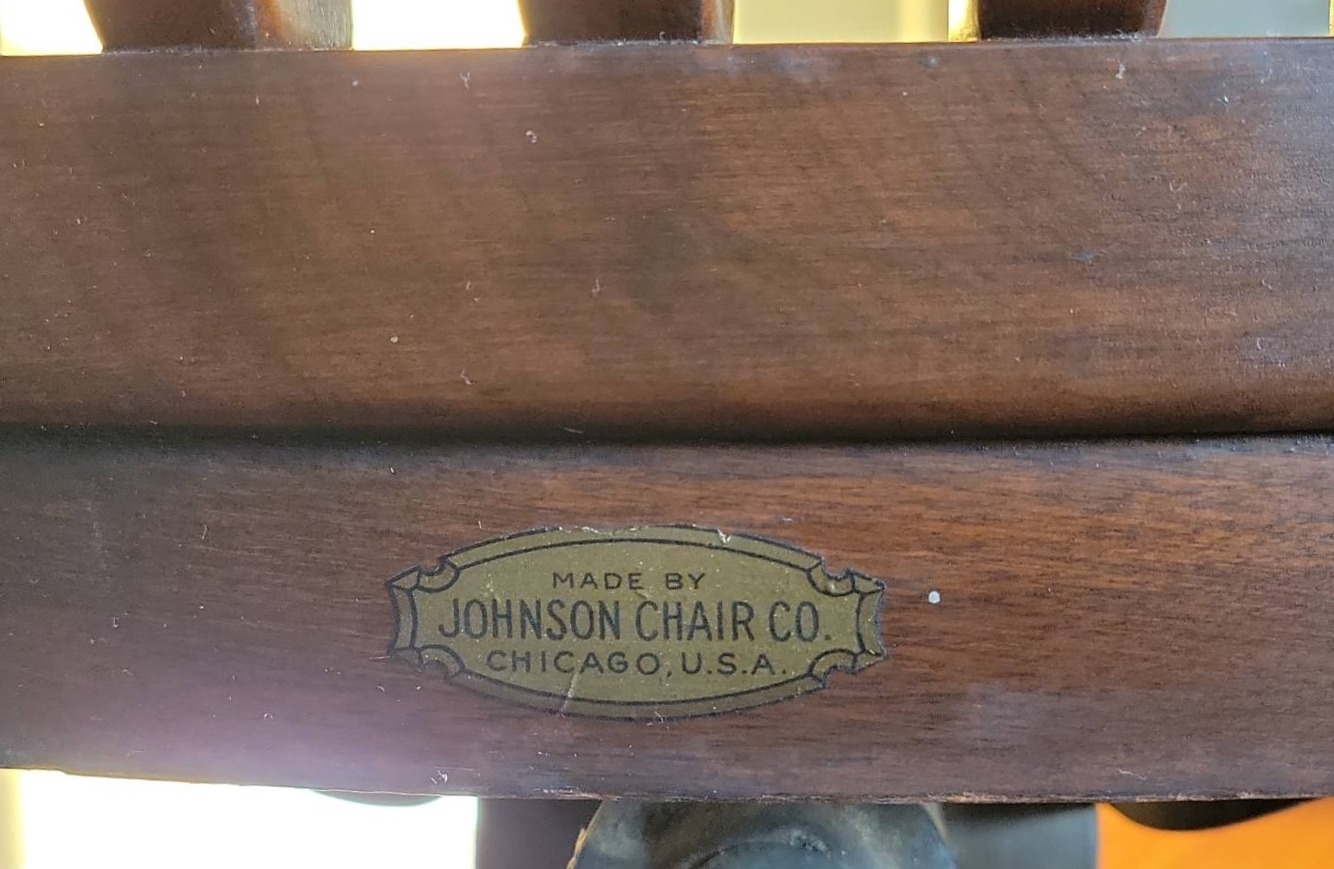 MADE BY
JOHNSON CHAIR CO.
CHICAGO, U.S.A.